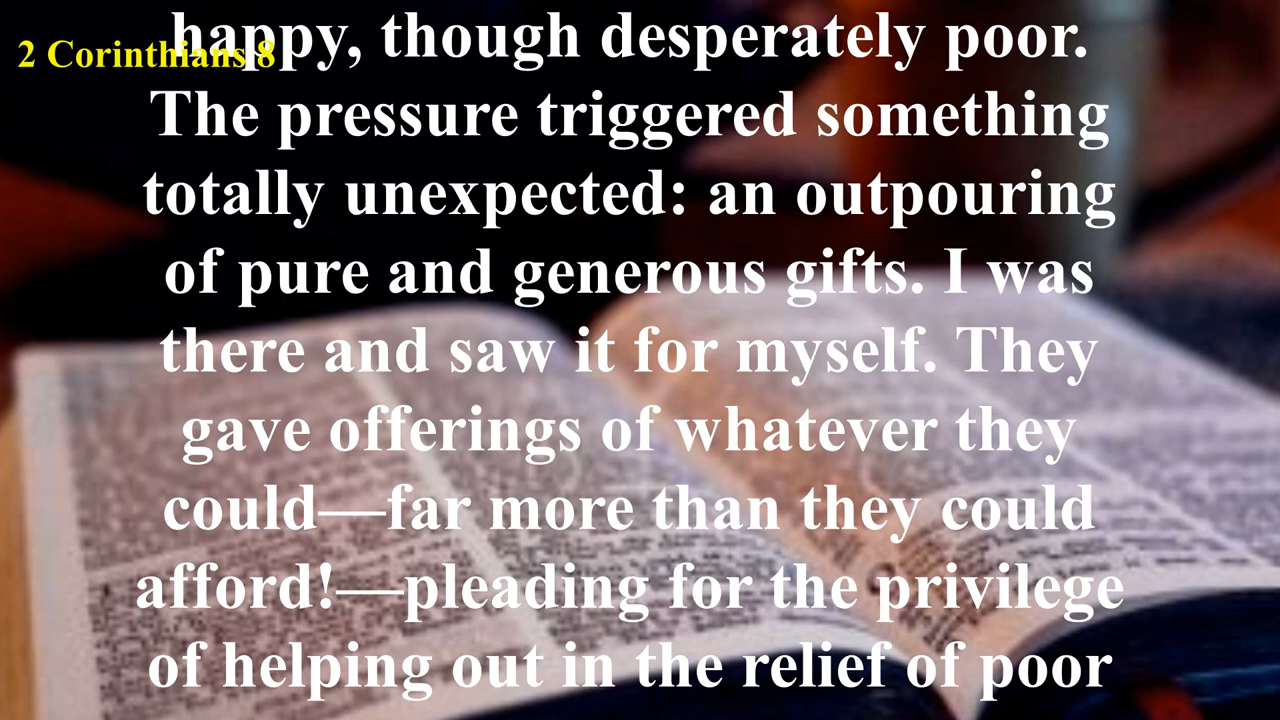 2 Corinthians 8
happy, though desperately poor.
The pressure triggered something
totally unexpected: an outpouring
of pure and generous gifts. I was
there and saw it for myself. They
gave offerings of whatever they
could—far more than they could
afford!—pleading for the privilege
of helping out in the relief of poor